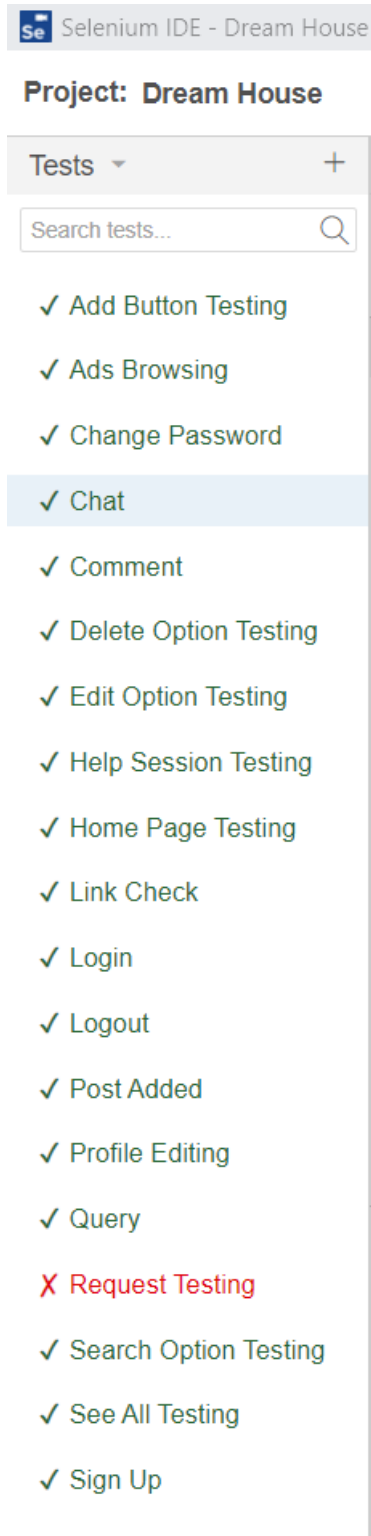 Se Selenium IDE - Dream House
Project: Dream House
Tests
Search tests...
✓ Add Button Testing
✓ Ads Browsing
✓ Change Password
✓ Chat
✓ Comment
✓ Delete Option Testing
✓ Edit Option Testing
✓ Help Session Testing
✓ Home Page Testing
✓ Link Check
✓ Login
✓ Logout
✓ Post Added
✓ Profile Editing
✓ Query
✗ Request Testing
✓ Search Option Testing
✓ See All Testing
✓ Sign Up